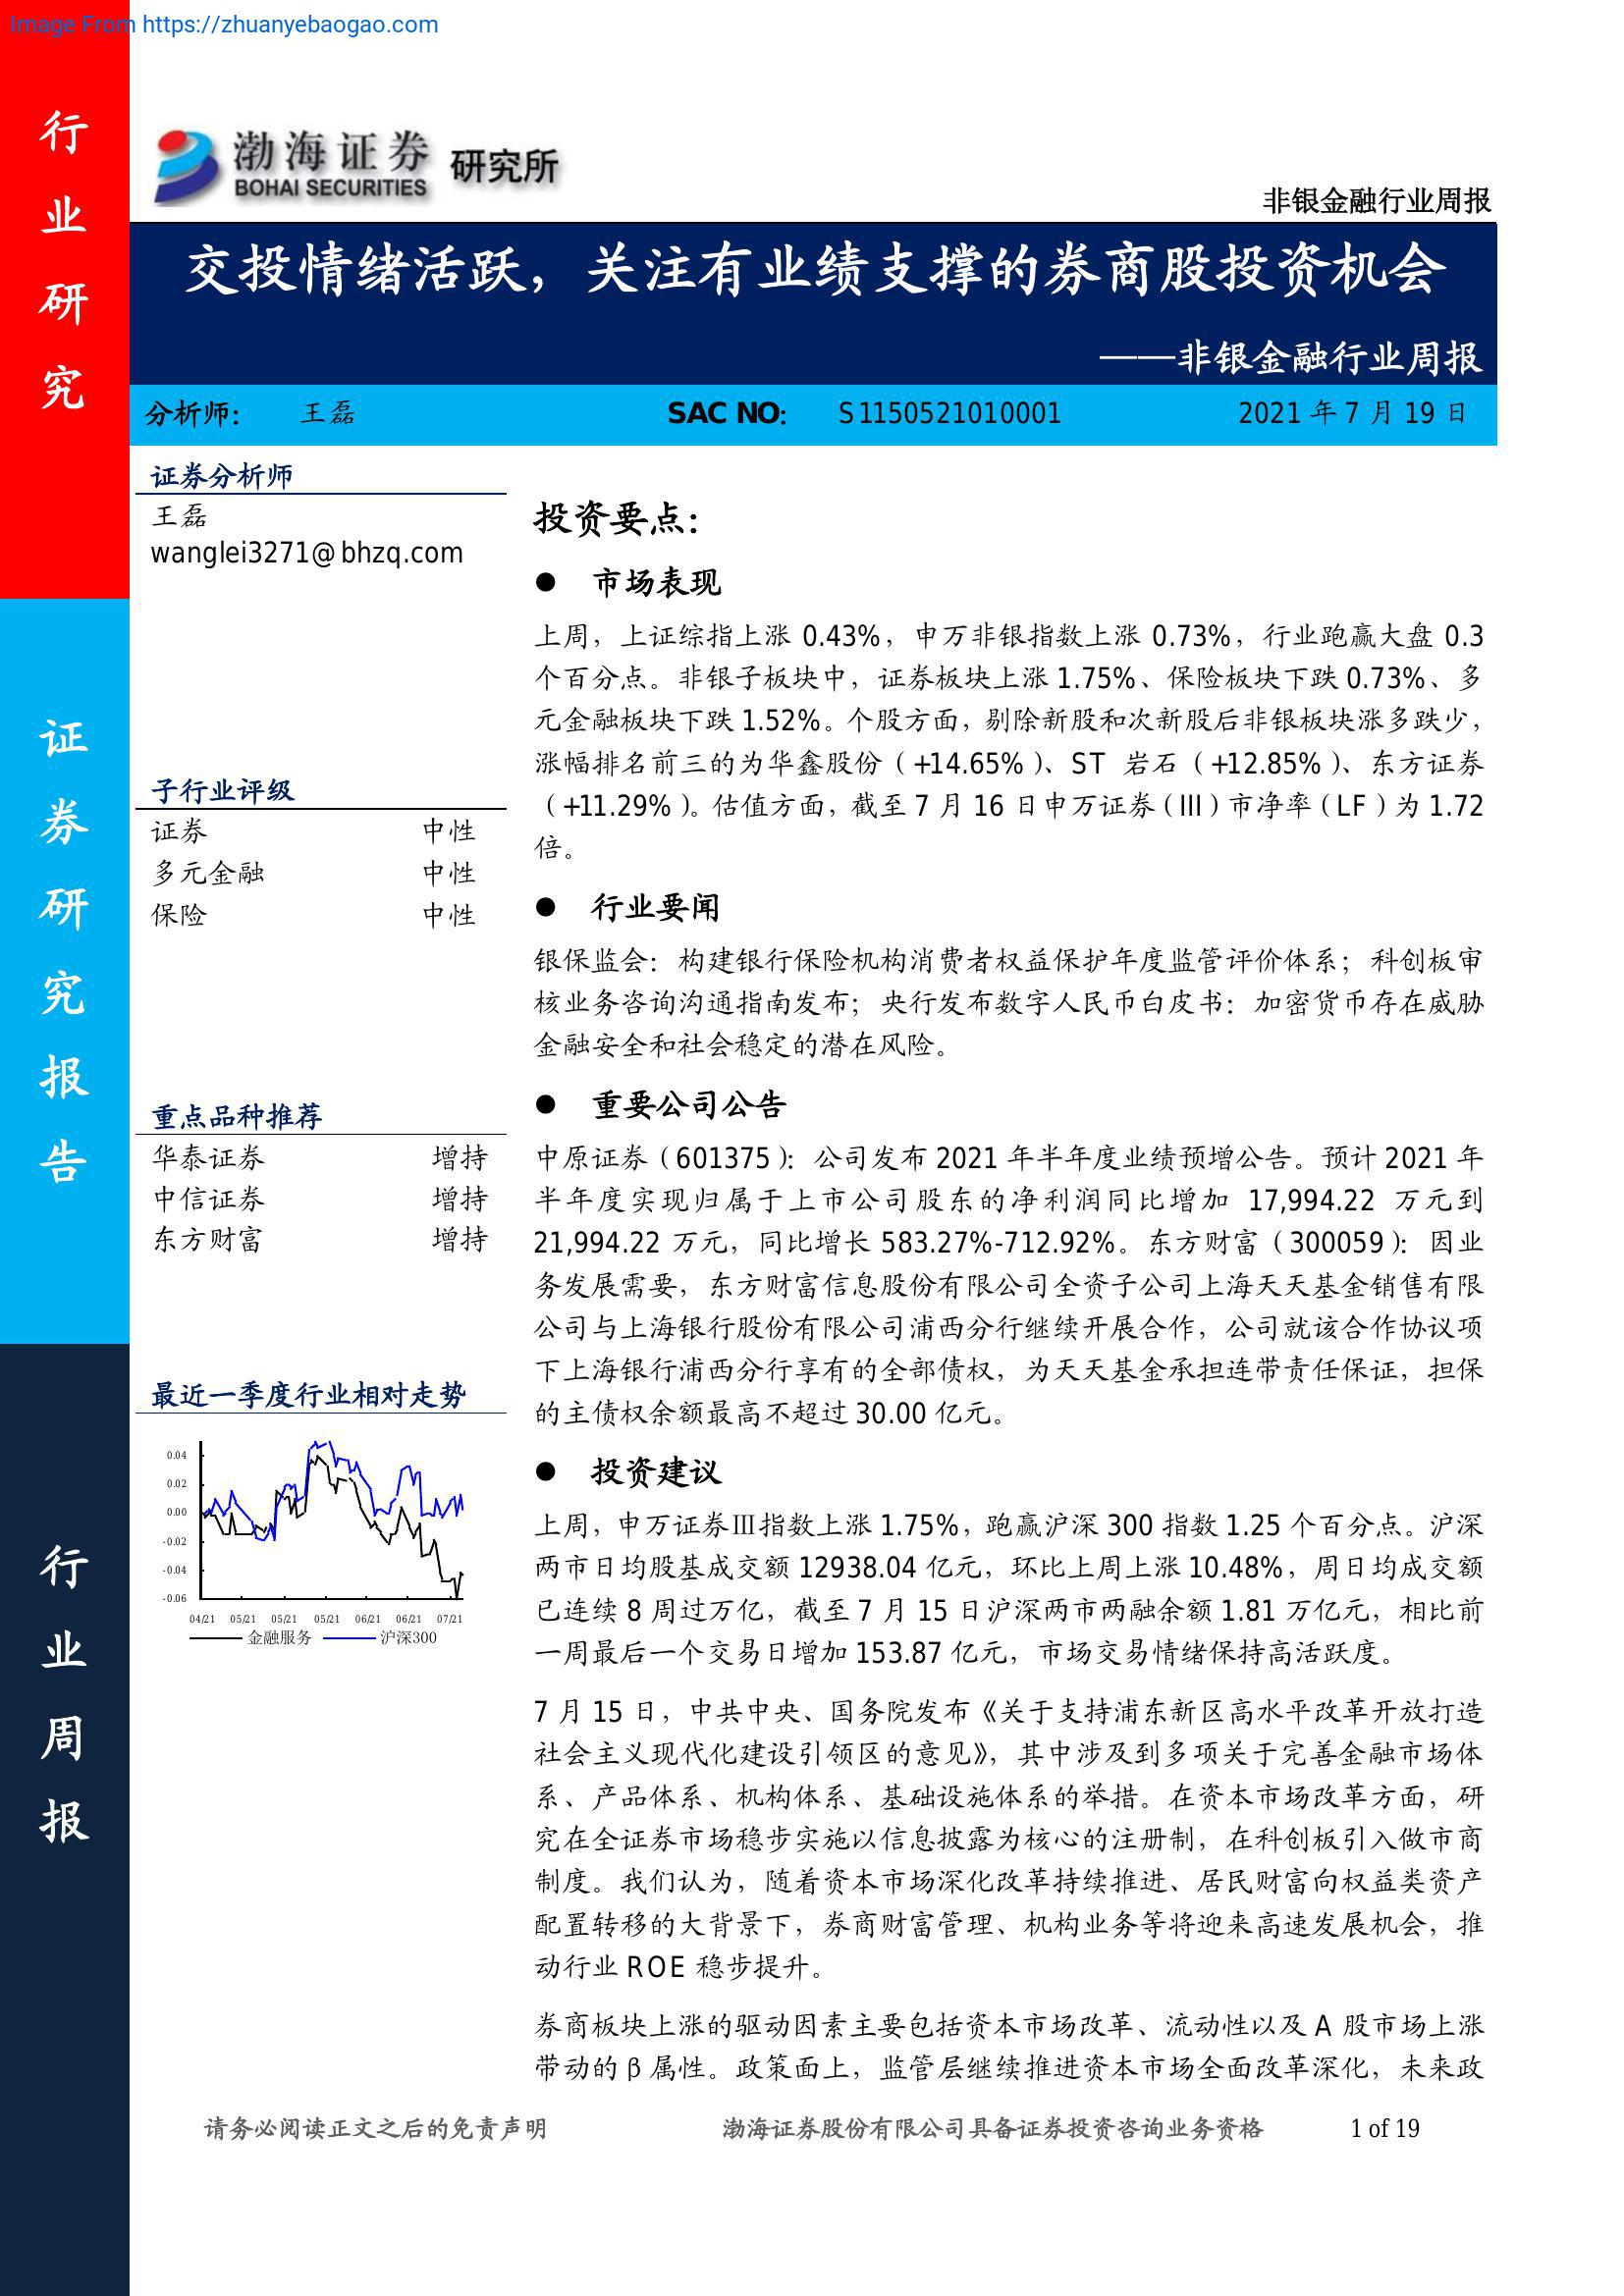 Image From https://zhuanyebaogao.com
行业研究
证券研究报告
行业周报
渤海证券 研究所
BOHAI SECURITIES
非银金融行业周报
交投情绪活跃，关注有业绩支撑的券商股投资机会
——非银金融行业周报
分析师： 王磊 SAC NO： S1150521010001 2021 年 7 月 19 日
证券分析师
王磊
wanglei3271@bhzq.com
子行业评级
证券 中性
多元金融 中性
保险 中性
重点品种推荐
华泰证券 增持
中信证券 增持
东方财富 增持
最近一季度行业相对走势
0.04
0.02
0.00
-0.02
-0.04
-0.06
04/21 05/21 05/21 05/21 06/21 06/21 07/21
金融服务 沪深300
投资要点：
● 市场表现
上周，上证综指上涨 0.43%，申万非银指数上涨 0.73%，行业跑赢大盘 0.3
个百分点。非银子板块中，证券板块上涨 1.75%、保险板块下跌 0.73%、多
元金融板块下跌 1.52%。个股方面，剔除新股和次新股后非银板块涨多跌少，
涨幅排名前三的为华鑫股份（+14.65%）、ST 岩石（+12.85%）、东方证券
（+11.29%）。估值方面，截至 7 月 16 日申万证券（III）市净率（LF）为 1.72
倍。
● 行业要闻
银保监会：构建银行保险机构消费者权益保护年度监管评价体系；科创板审
核业务咨询沟通指南发布；央行发布数字人民币白皮书：加密货币存在威胁
金融安全和社会稳定的潜在风险。
● 重要公司公告
中原证券（601375）：公司发布 2021 年半年度业绩预增公告。预计 2021 年
半年度实现归属于上市公司股东的净利润同比增加 17,994.22 万元到
21,994.22 万元，同比增长 583.27%-712.92%。东方财富（300059）：因业
务发展需要，东方财富信息股份有限公司全资子公司上海天天基金销售有限
公司与上海银行股份有限公司浦西分行继续开展合作，公司就该合作协议项
下上海银行浦西分行享有的全部债权，为天天基金承担连带责任保证，担保
的主债权余额最高不超过 30.00 亿元。
● 投资建议
上周，申万证券Ⅲ指数上涨 1.75%，跑赢沪深 300 指数 1.25 个百分点。沪深
两市日均股基成交额 12938.04 亿元，环比上周上涨 10.48%，周日均成交额
已连续 8 周过万亿，截至 7 月 15 日沪深两市两融余额 1.81 万亿元，相比前
一周最后一个交易日增加 153.87 亿元，市场交易情绪保持高活跃度。
7 月 15 日，中共中央、国务院发布《关于支持浦东新区高水平改革开放打造
社会主义现代化建设引领区的意见》，其中涉及到多项关于完善金融市场体
系、产品体系、机构体系、基础设施体系的举措。在资本市场改革方面，研
究在全证券市场稳步实施以信息披露为核心的注册制，在科创板引入做市商
制度。我们认为，随着资本市场深化改革持续推进、居民财富向权益类资产
配置转移的大背景下，券商财富管理、机构业务等将迎来高速发展机会，推
动行业 ROE 稳步提升。
券商板块上涨的驱动因素主要包括资本市场改革、流动性以及 A 股市场上涨
带动的 β 属性。政策面上，监管层继续推进资本市场全面改革深化，未来政
请务必阅读正文之后的免责声明 渤海证券股份有限公司具备证券投资咨询业务资格 1 of 19